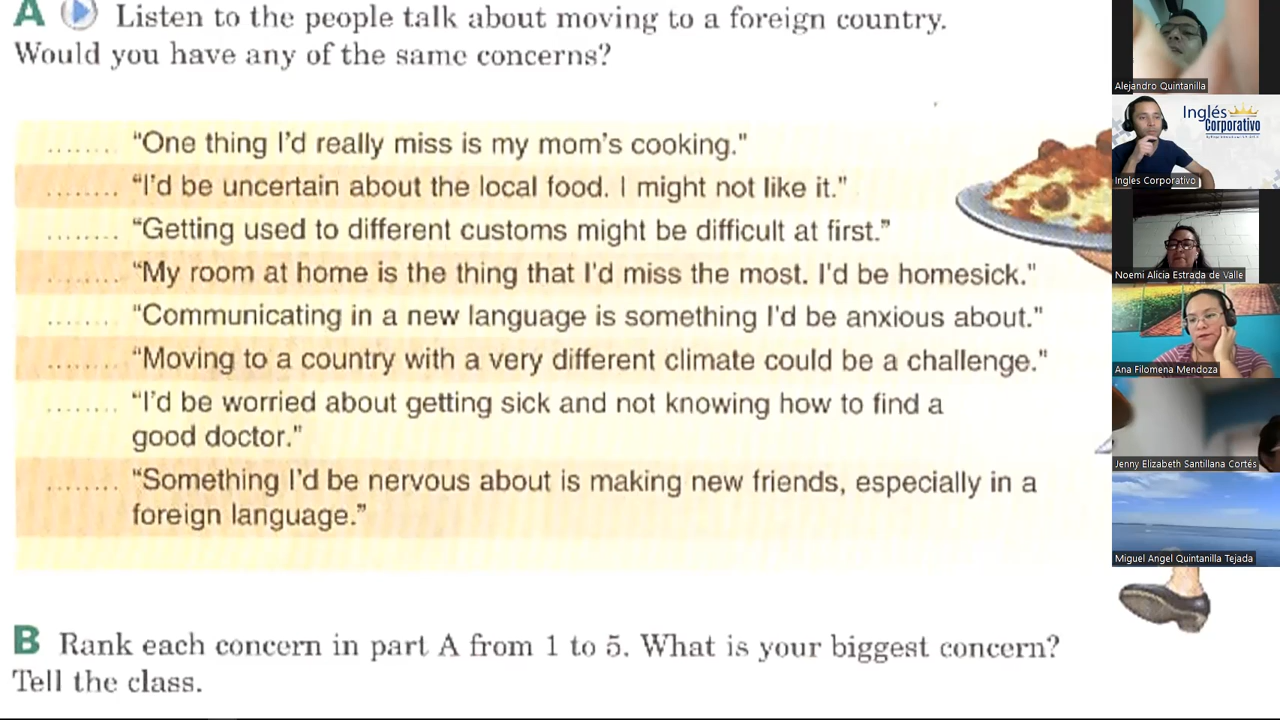 A Listen to the people talk about moving to a foreign country.
Would you have any of the same concerns?
........ "One thing I'd really miss is my mom's cooking."
........ "I'd be uncertain about the local food. I might not like it."
........ "Getting used to different customs might be difficult at first."
........ "My room at home is the thing that I'd miss the most. I'd be homesick."
........ "Communicating in a new language is something I'd be anxious about."
........ "Moving to a country with a very different climate could be a challenge."
........ "I'd be worried about getting sick and not knowing how to find a
good doctor."
........ "Something I'd be nervous about is making new friends, especially in a
foreign language."
B Rank each concern in part A from 1 to 5. What is your biggest concern?
Tell the class.
Alejandro Quintanilla
Inglés
Corporativo
Ingles Corporativo
Noemi Alicia Estrada de Valle
Ana Filomena Mendoza
Jenny Elizabeth Santillana Cortés
Miguel Angel Quintanilla Tejada